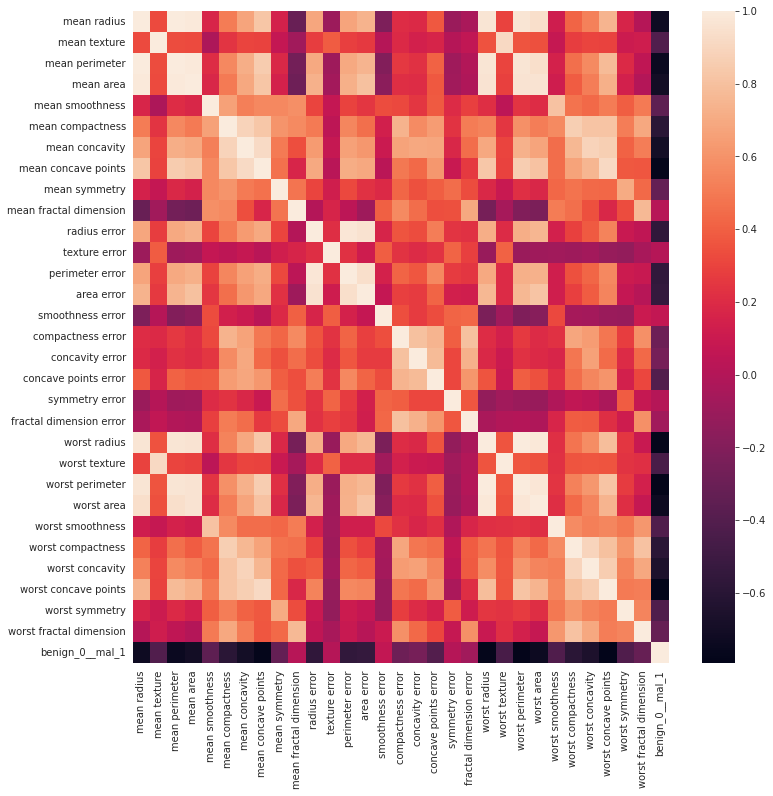 mean radius
mean texture
mean perimeter
mean area
mean smoothness
mean compactness
mean concavity
mean concave points
mean symmetry
mean fractal dimension
radius error
texture error
perimeter error
area error
smoothness error
compactness error
concavity error
concave points error
symmetry error
fractal dimension error
worst radius
worst texture
worst perimeter
worst area
worst smoothness
worst compactness
worst concavity
worst concave points
worst symmetry
worst fractal dimension
benign_0__mal_1
mean radius
mean texture
mean perimeter
mean area
mean smoothness
mean compactness
mean concavity
mean concave points
mean symmetry
mean fractal dimension
radius error
texture error
perimeter error
area error
smoothness error
compactness error
concavity error
concave points error
symmetry error
fractal dimension error
worst radius
worst texture
worst perimeter
worst area
worst smoothness
worst compactness
worst concavity
worst concave points
worst symmetry
worst fractal dimension
benign_0__mal_1
1.0
0.8
0.6
0.4
0.2
0.0
−0.2
−0.4
−0.6